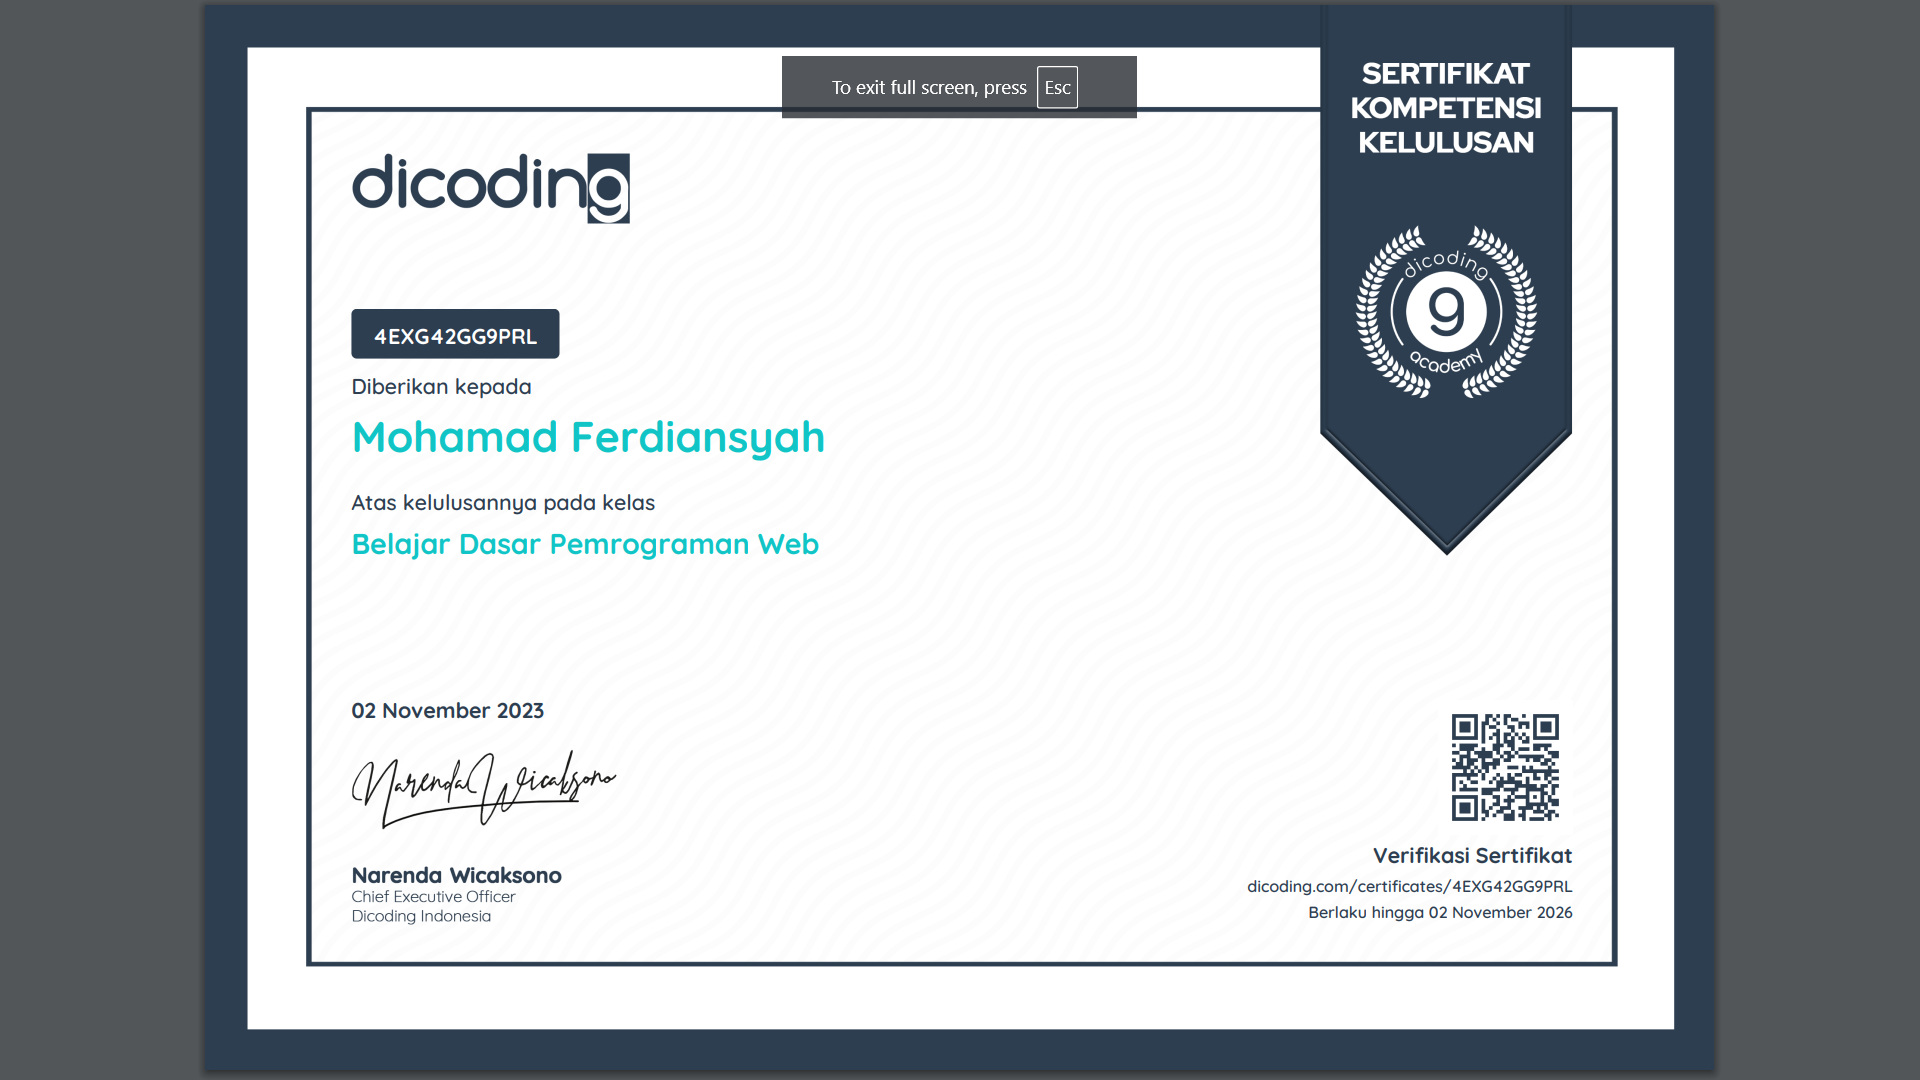 To exit full screen, press Esc
SERTIFIKAT
KOMPETENSI
KELULUSAN
dicoding
dicoding
g
academy
4EXG42GG9PRL
Diberikan kepada
Mohamad Ferdiansyah
Atas kelulusannya pada kelas
Belajar Dasar Pemrograman Web
02 November 2023
Narenda Wicaksono
Narenda Wicaksono
Chief Executive Officer
Dicoding Indonesia
Verifikasi Sertifikat
dicoding.com/certificates/4EXG42GG9PRL
Berlaku hingga 02 November 2026